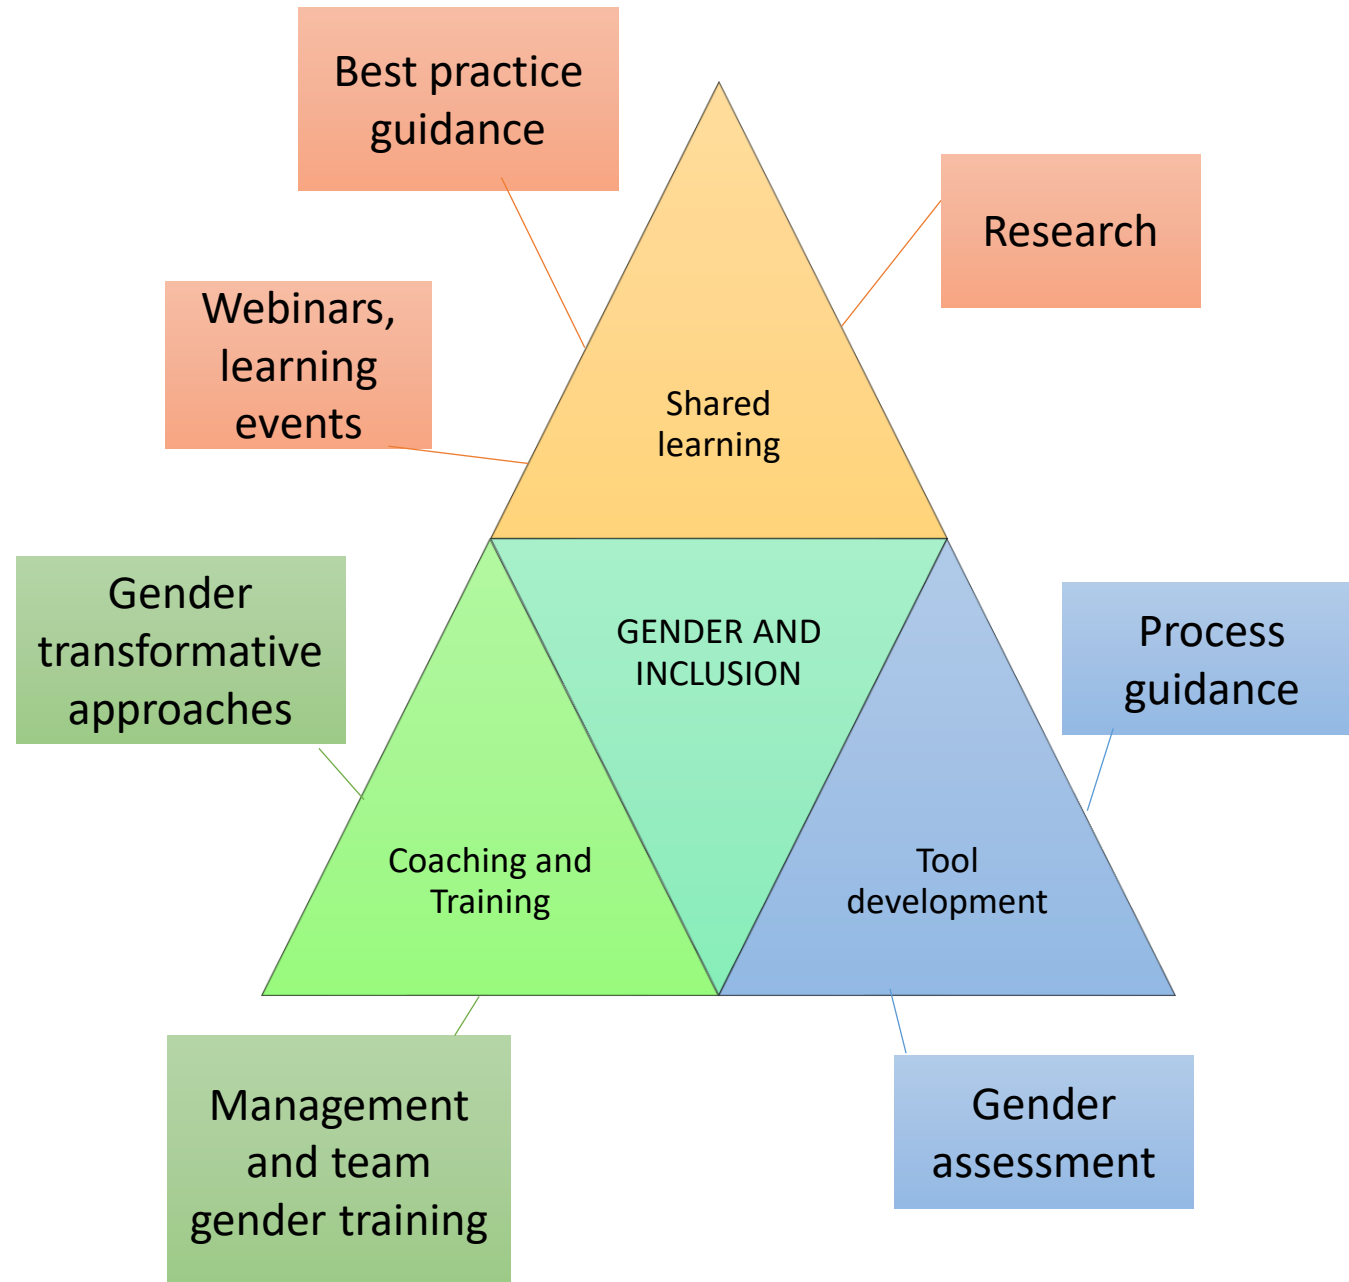 Best practice
guidance
Research
Webinars,
learning
events
Shared
learning
Gender
transformative
approaches
GENDER AND
INCLUSION
Process
guidance
Coaching and
Training
Tool
development
Management
and team
gender training
Gender
assessment